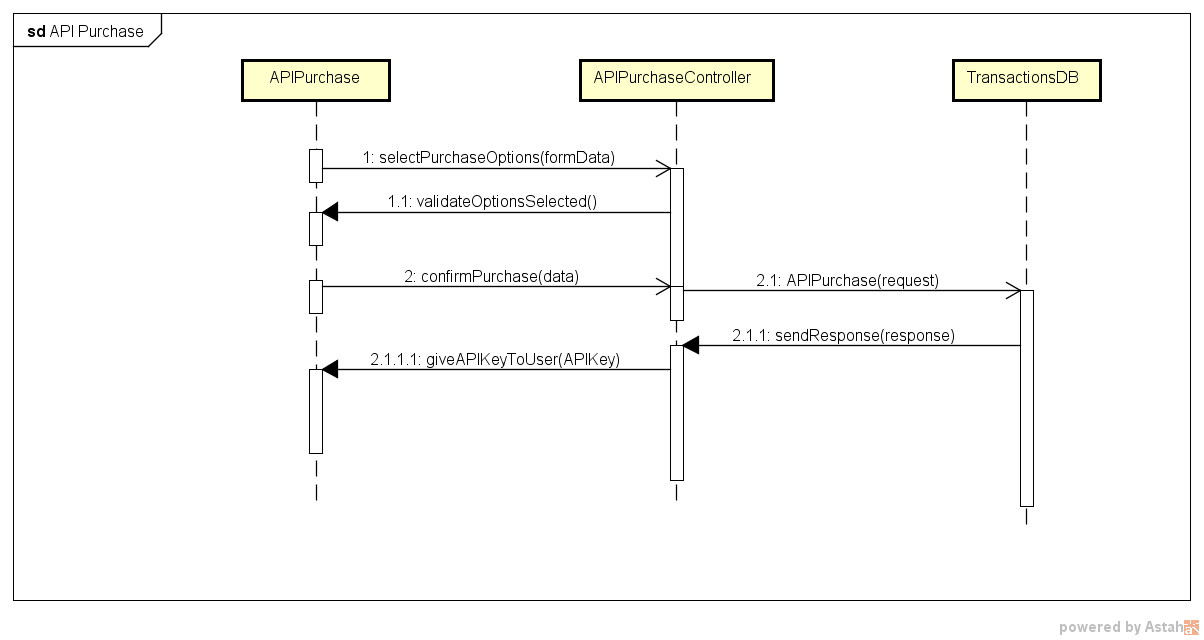 sd API Purchase
APIPurchase
APIPurchaseController
TransactionsDB
1: selectPurchaseOptions(formData)
1.1: validateOptionsSelected()
2: confirmPurchase(data)
2.1: APIPurchase(request)
2.1.1: sendResponse(response)
2.1.1.1: giveAPIKeyToUser(APIKey)
powered by Astah